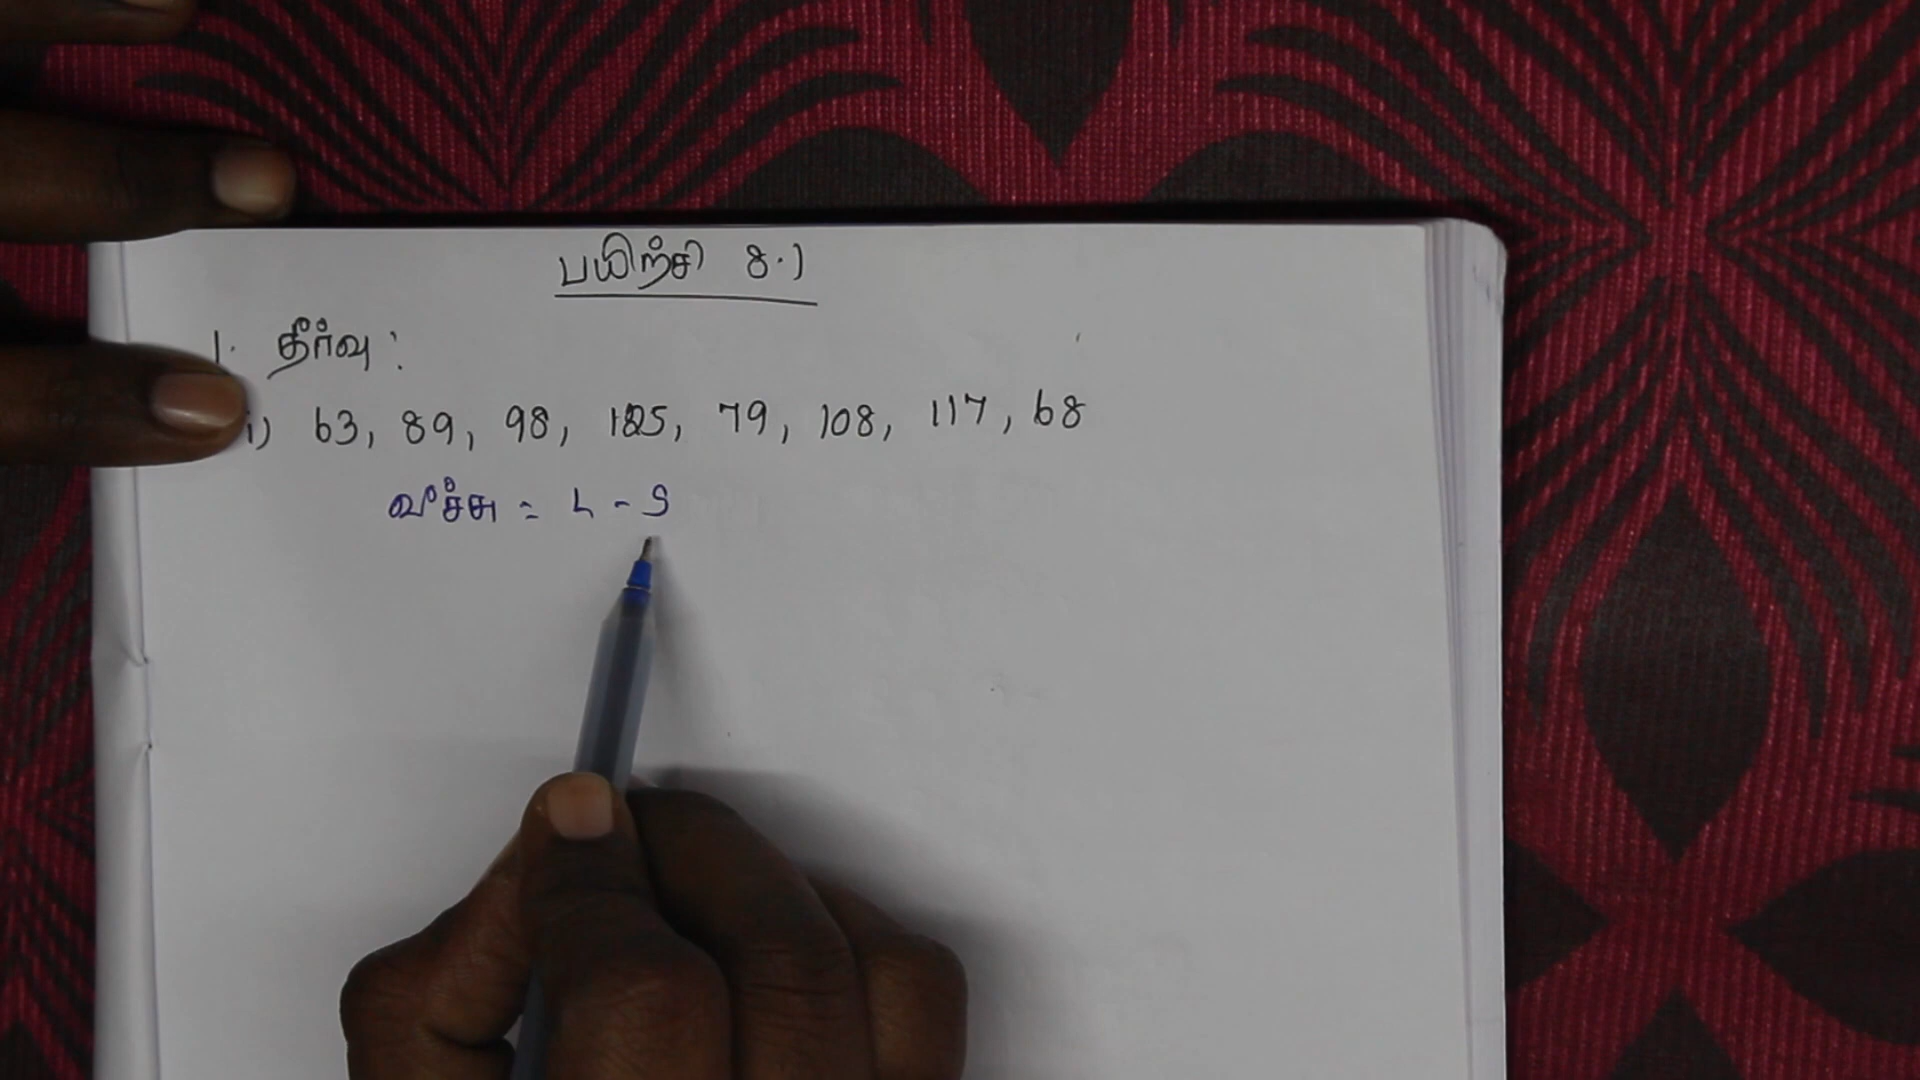 பயிற்சி 8.1
1. தீர்வு:
i) 63, 89, 98, 125, 79, 108, 117, 68
வீச்சு = L - S